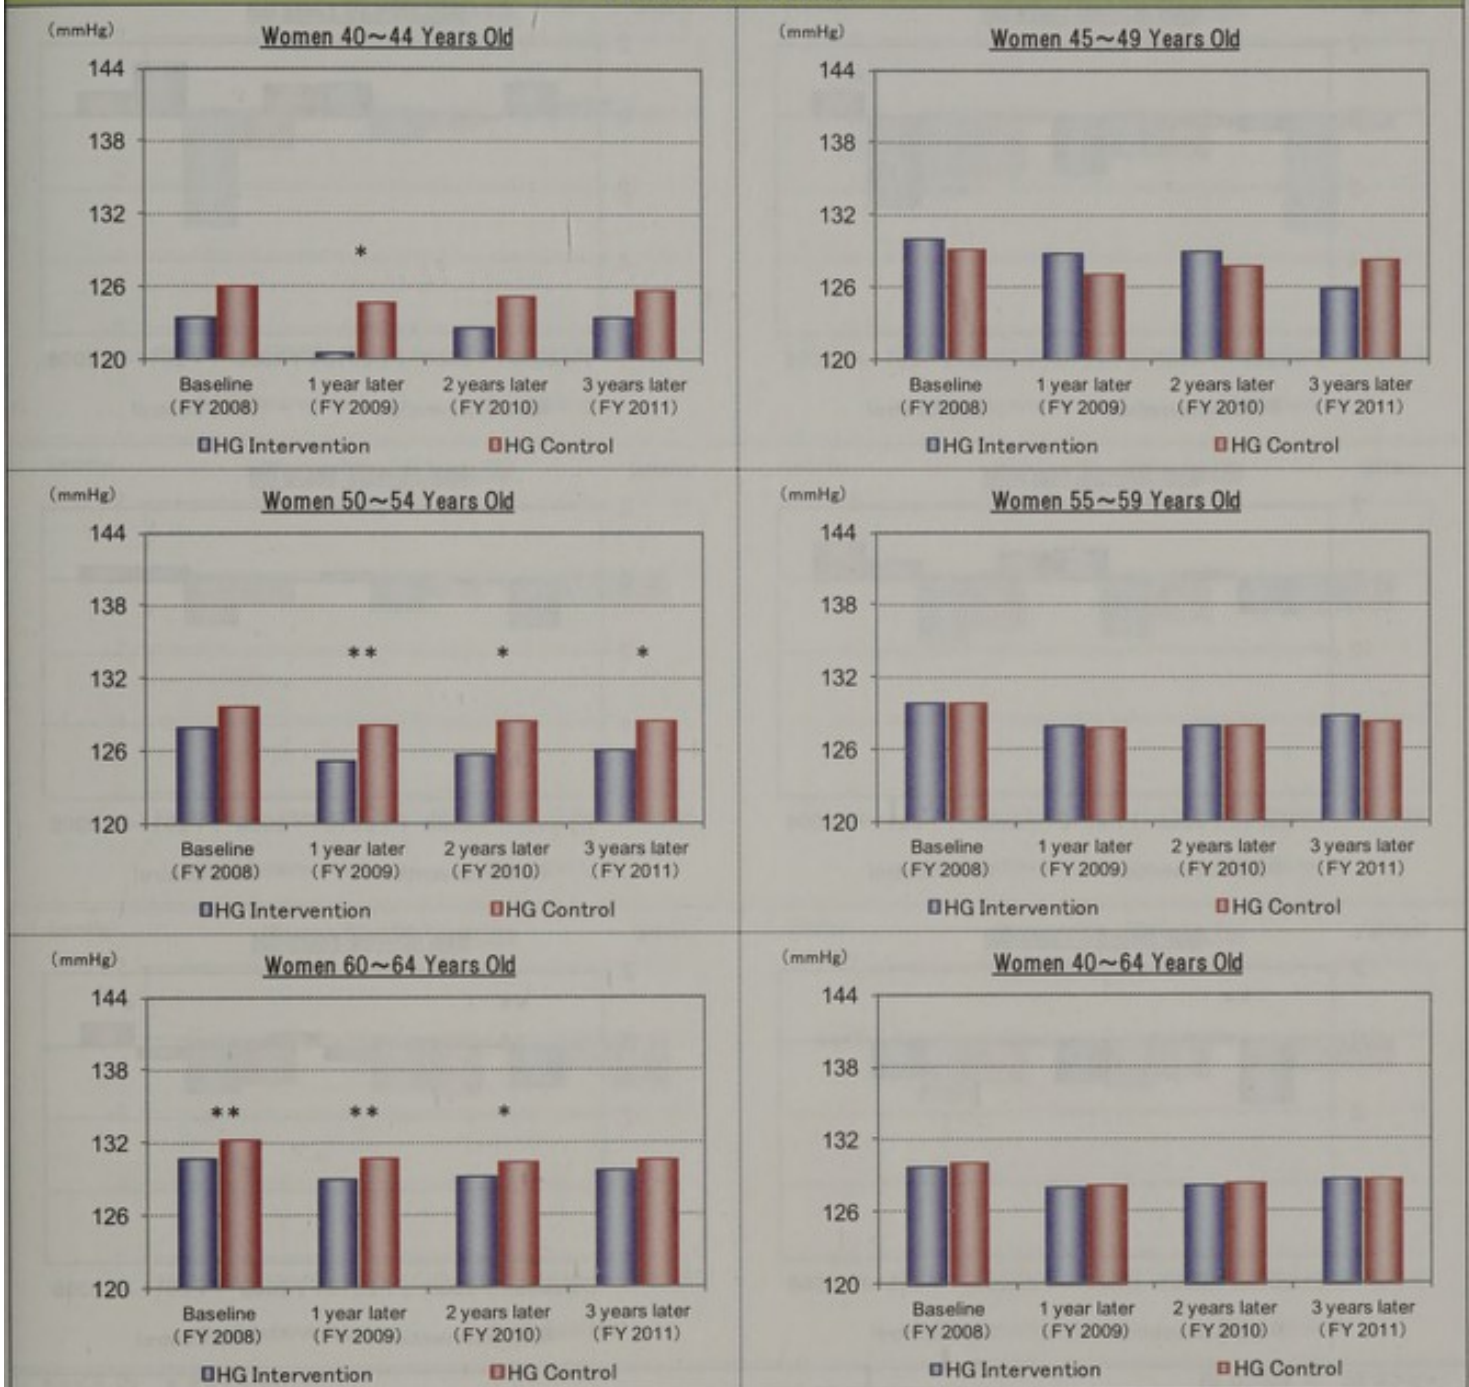 (mmHg)
Women 40～44 Years Old
144
138
132
126
120
*
Baseline
(FY 2008)
1 year later
(FY 2009)
2 years later
(FY 2010)
3 years later
(FY 2011)
HG Intervention
HG Control
(mmHg)
Women 45～49 Years Old
144
138
132
126
120
Baseline
(FY 2008)
1 year later
(FY 2009)
2 years later
(FY 2010)
3 years later
(FY 2011)
HG Intervention
HG Control
(mmHg)
Women 50～54 Years Old
144
138
132
126
120
**
*
*
Baseline
(FY 2008)
1 year later
(FY 2009)
2 years later
(FY 2010)
3 years later
(FY 2011)
HG Intervention
HG Control
(mmHg)
Women 55～59 Years Old
144
138
132
126
120
Baseline
(FY 2008)
1 year later
(FY 2009)
2 years later
(FY 2010)
3 years later
(FY 2011)
HG Intervention
HG Control
(mmHg)
Women 60～64 Years Old
144
138
132
126
120
**
**
*
Baseline
(FY 2008)
1 year later
(FY 2009)
2 years later
(FY 2010)
3 years later
(FY 2011)
HG Intervention
HG Control
(mmHg)
Women 40～64 Years Old
144
138
132
126
120
Baseline
(FY 2008)
1 year later
(FY 2009)
2 years later
(FY 2010)
3 years later
(FY 2011)
HG Intervention
HG Control